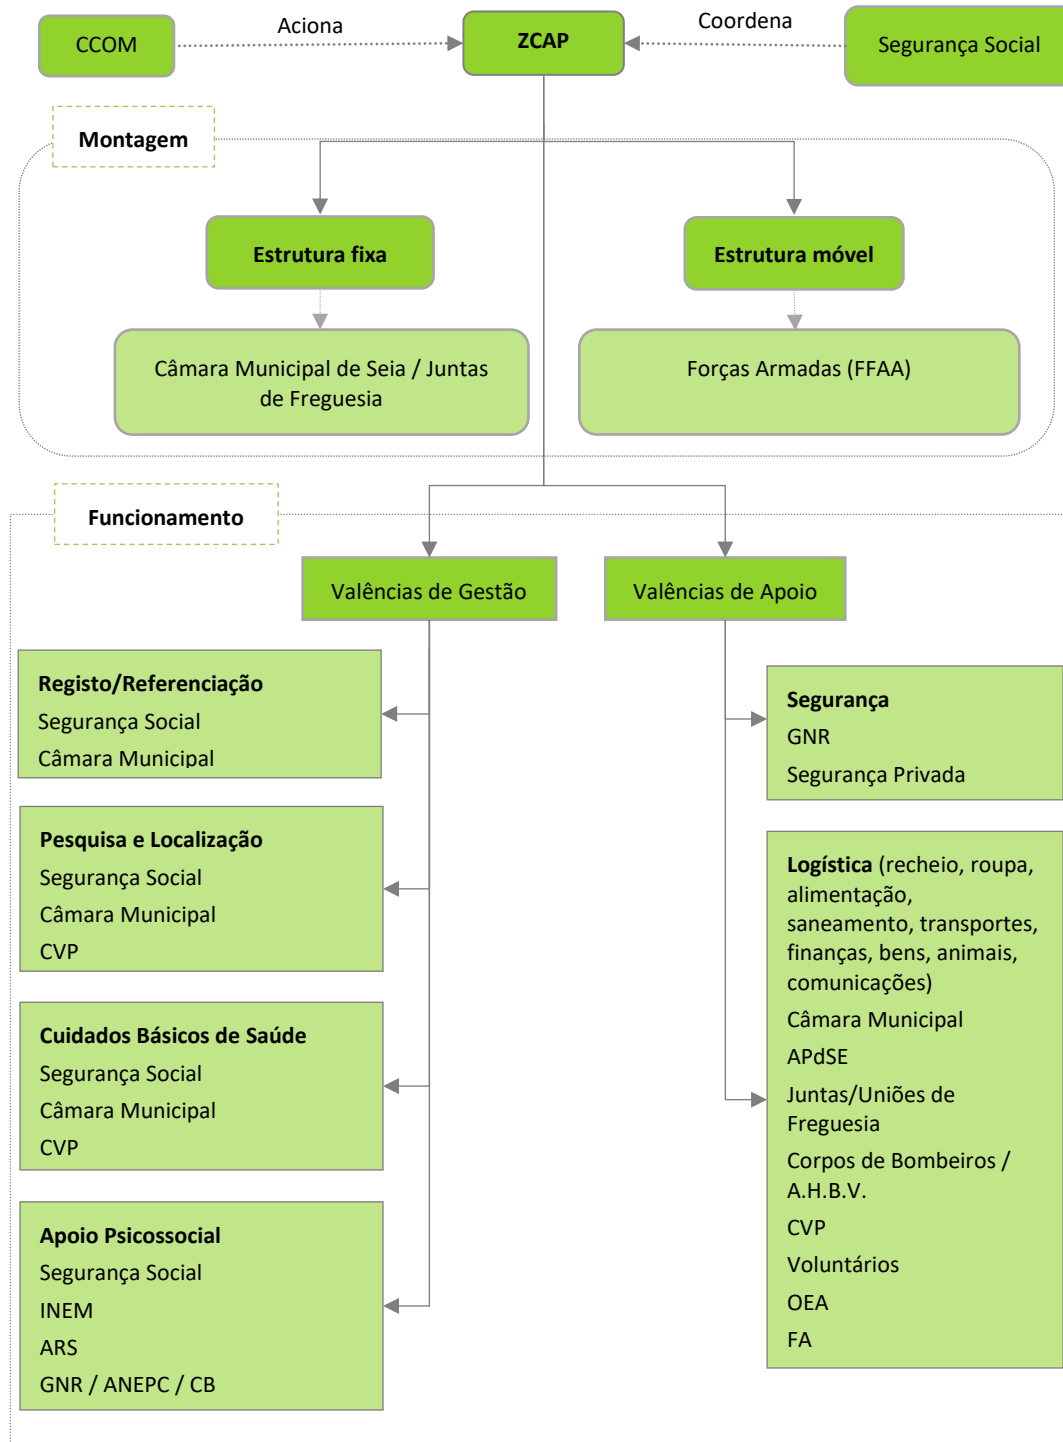 CCOM
Aciona
ZCAP
Coordena
Segurança Social
Montagem
Estrutura fixa
Estrutura móvel
Câmara Municipal de Seia / Juntas
de Freguesia
Forças Armadas (FFAA)
Funcionamento
Valências de Gestão
Valências de Apoio
Registo/Referenciação
Segurança Social
Câmara Municipal
Pesquisa e Localização
Segurança Social
Câmara Municipal
CVP
Cuidados Básicos de Saúde
Segurança Social
Câmara Municipal
CVP
Apoio Psicossocial
Segurança Social
INEM
ARS
GNR / ANEPC / CB
Segurança
GNR
Segurança Privada
Logística (recheio, roupa,
alimentação,
saneamento, transportes,
finanças, bens, animais,
comunicações)
Câmara Municipal
APdSE
Juntas/Uniões de
Freguesia
Corpos de Bombeiros /
A.H.B.V.
CVP
Voluntários
OEA
FA